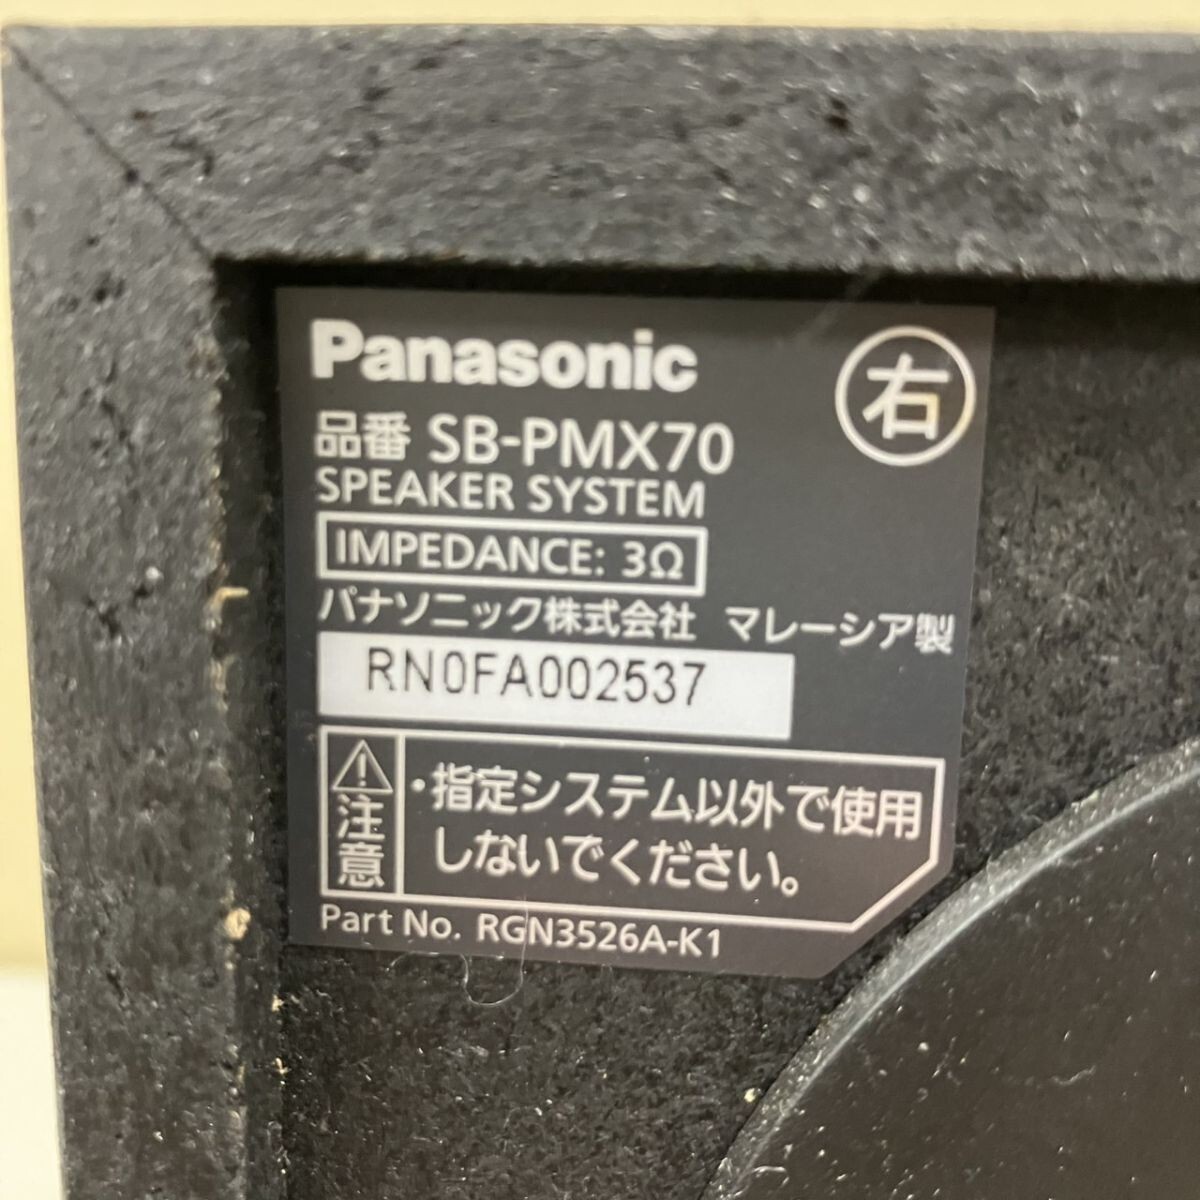 Panasonic
右
品番 SB-PMX70
SPEAKER SYSTEM
IMPEDANCE: 3Ω
パナソニック株式会社 マレーシア製
RN0FA002537
注意
・指定システム以外で使用
しないでください。
Part No. RGN3526A-K1